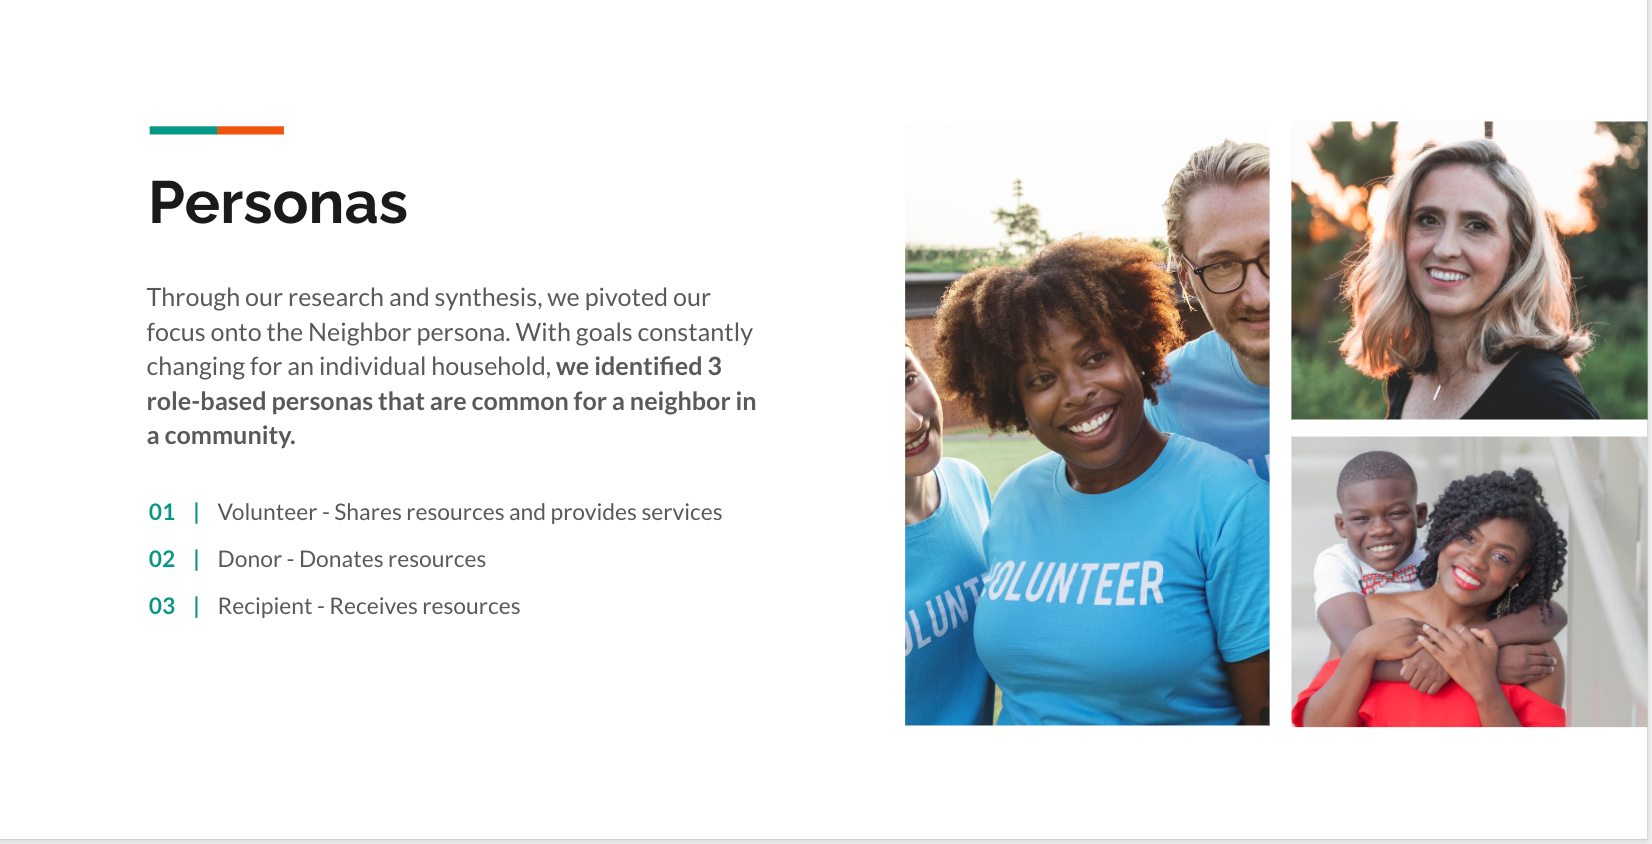 Personas
Through our research and synthesis, we pivoted our
focus onto the Neighbor persona. With goals constantly
changing for an individual household, we identified 3
role-based personas that are common for a neighbor in
a community.
01 | Volunteer - Shares resources and provides services
02 | Donor - Donates resources
03 | Recipient - Receives resources
VOLUNTEER
OLUNT